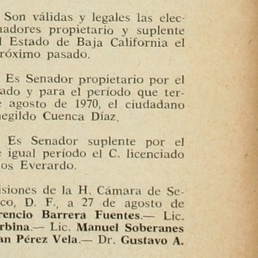 Son válidas y legales las elec-
nadores propietario y suplente
l Estado de Baja California el
róximo pasado.
Es Senador propietario por el
ado y para el período que ter-
e agosto de 1970, el ciudadano
negildo Cuenca Díaz.
Es Senador suplente por el
e igual período el C. licenciado
os Everardo.
isiones de la H. Cámara de Se-
co, D. F., a 27 de agosto de
rencio Barrera Fuentes.— Lic.
rbina.— Lic. Manuel Soberanes
an Pérez Vela.— Dr. Gustavo A.